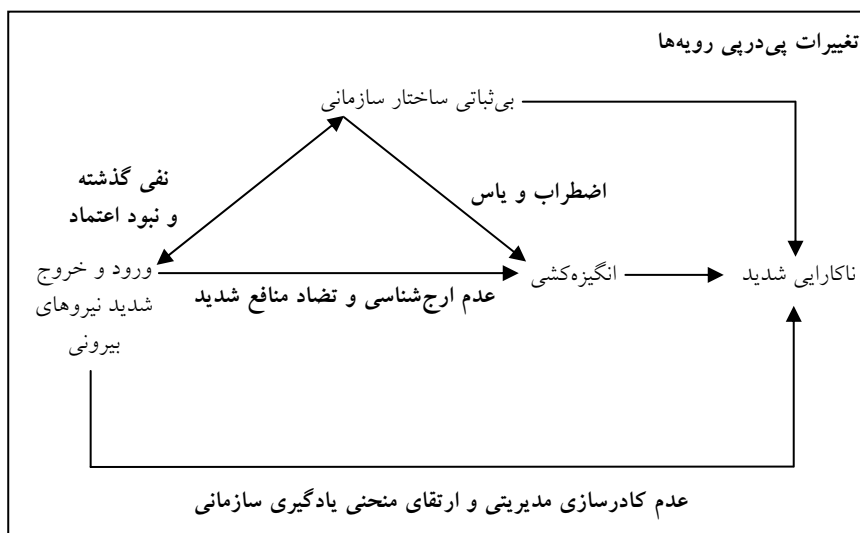 تغییرات پی‌درپی رویه‌ها
بی‌ثباتی ساختار سازمانی
نفی گذشته
و نبود اعتماد
اضطراب و یاس
ورود و خروج
شدید نیروهای
بیرونی
عدم ارج‌شناسی و تضاد منافع شدید
انگیزه‌کشی
ناکارایی شدید
عدم کادرسازی مدیریتی و ارتقای منحنی یادگیری سازمانی